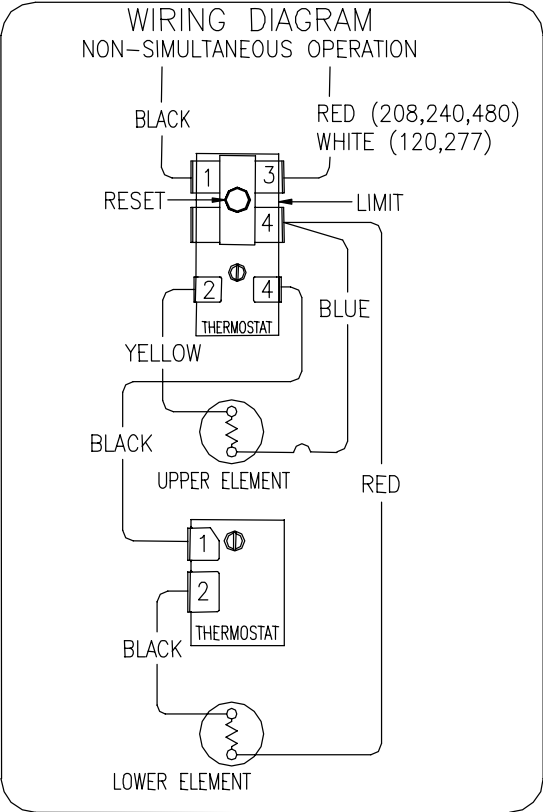 WIRING DIAGRAM
NON-SIMULTANEOUS OPERATION
BLACK
RED (208,240,480)
WHITE (120,277)
1
3
RESET
LIMIT
4
2
4
BLUE
THERMOSTAT
YELLOW
BLACK
UPPER ELEMENT
RED
1
2
THERMOSTAT
BLACK
LOWER ELEMENT